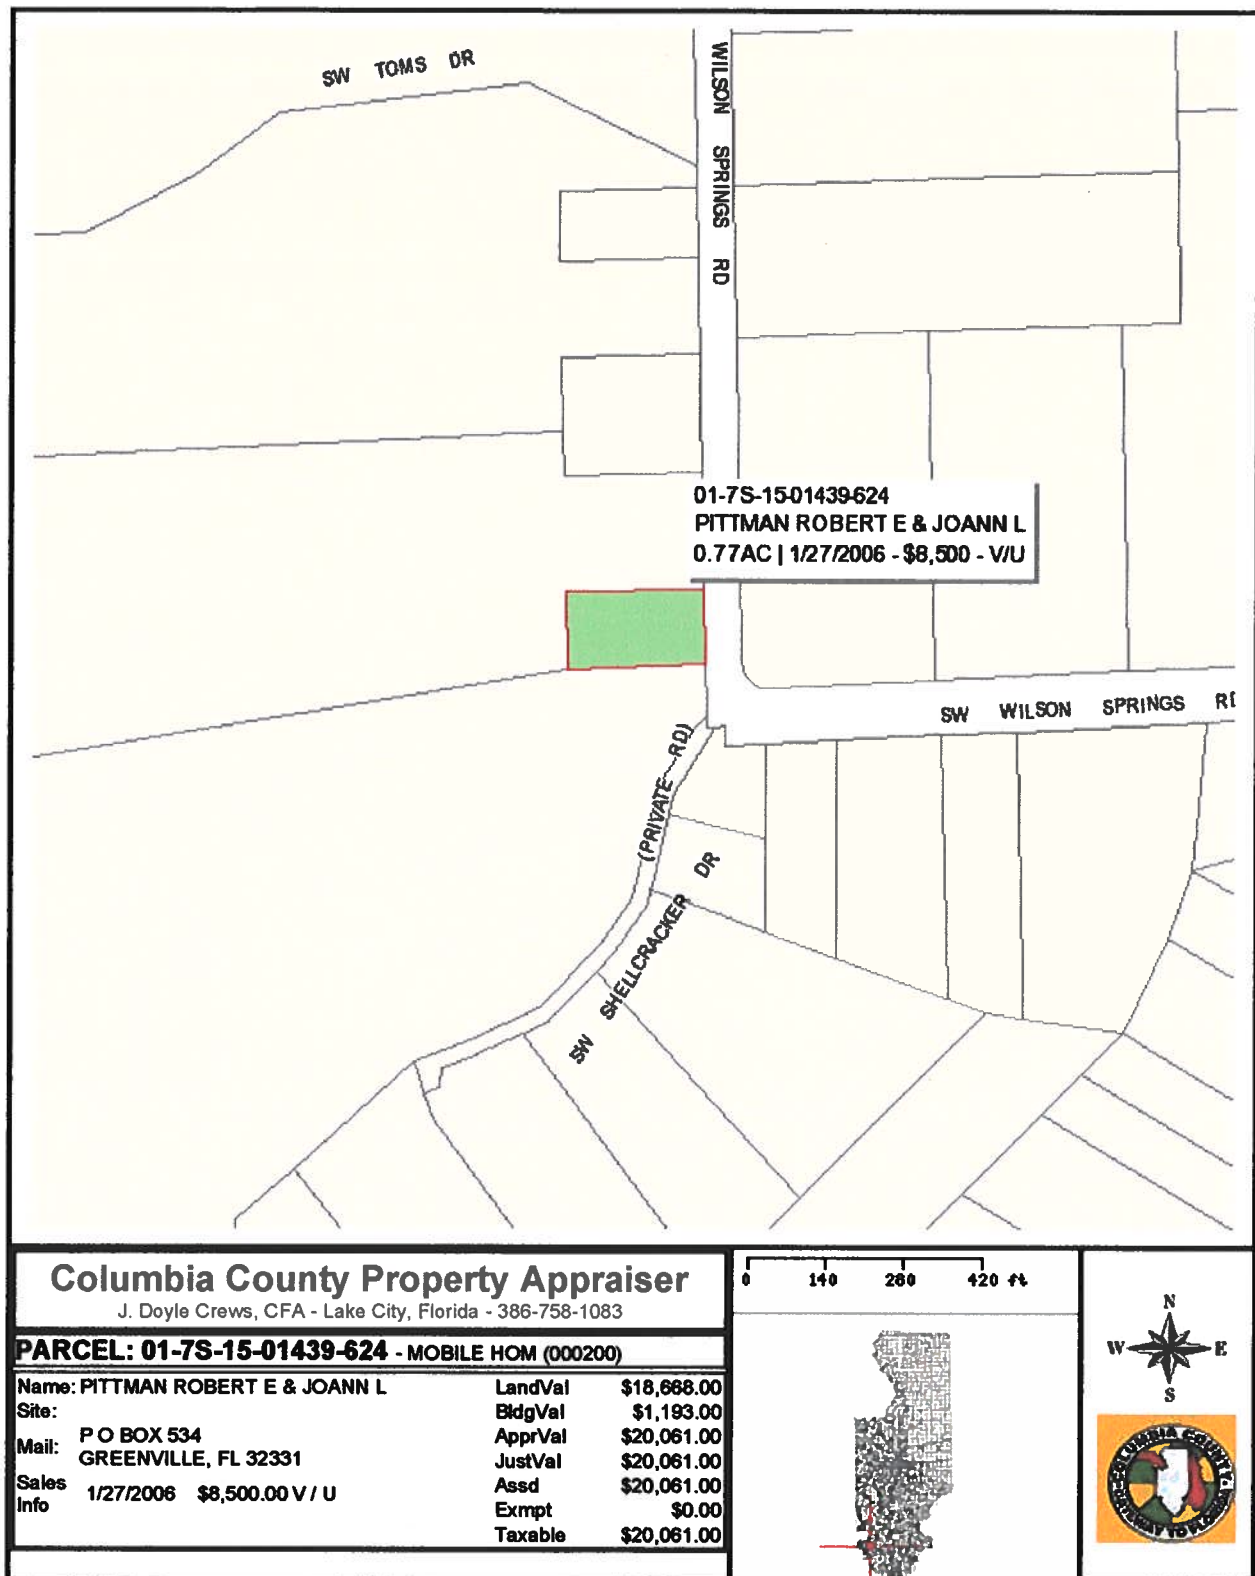 SW TOMS DR
WILSON SPRINGS RD
01-7S-15-01439-624
PITTMAN ROBERT E & JOANN L
0.77AC | 1/27/2006 - $8,500 - V/U
SW WILSON SPRINGS
(PRIVATE RD)
SW SHELLCRACKER DR
Columbia County Property Appraiser
J. Doyle Crews, CFA - Lake City, Florida - 386-758-1083
PARCEL: 01-7S-15-01439-624 - MOBILE HOM (000200)
Name: PITTMAN ROBERT E & JOANN L
Site:
Mail: P O BOX 534
GREENVILLE, FL 32331
Sales Info 1/27/2006 $8,500.00 V / U
LandVal $18,668.00
BldgVal $1,193.00
ApprVal $20,061.00
JustVal $20,061.00
Assd $20,061.00
Exmpt $0.00
Taxable $20,061.00
0 140 280 420 ft
N
W E
S
COLUMBIA COUNTY